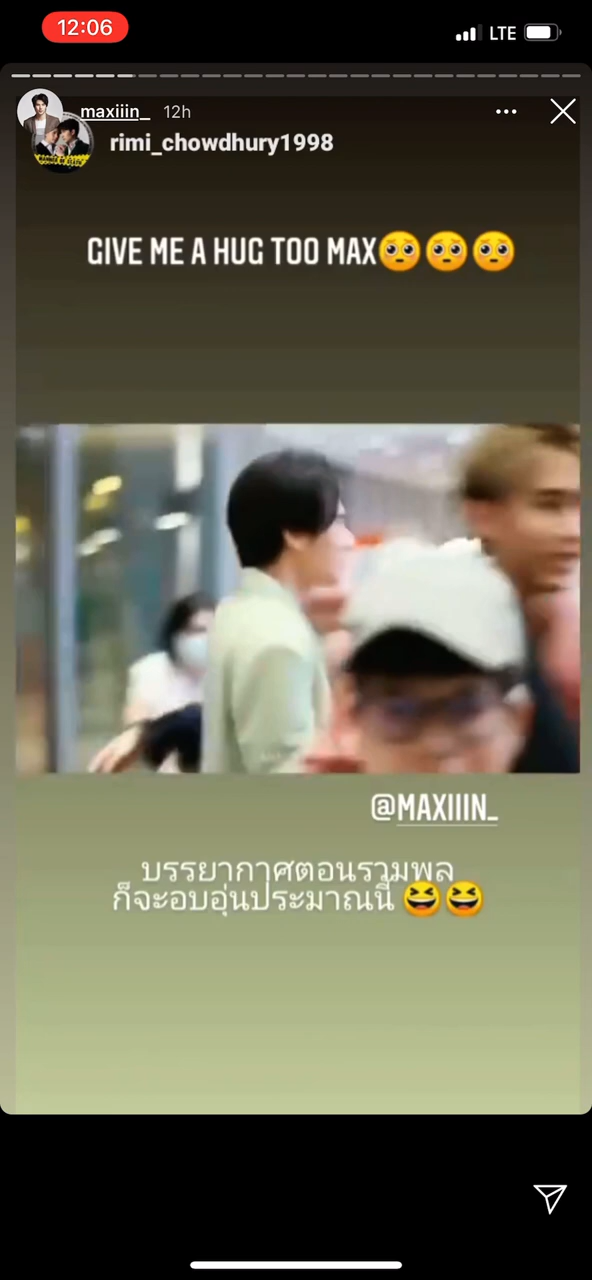 12:06
LTE
maxiiin_ 12h
rimi_chowdhury1998
GIVE ME A HUG TOO MAX🥺🥺🥺
@MAXIIIN_
บรรยากาศตอนรวมพล
ก็จะอบอุ่นประมาณนี้ 😆😆